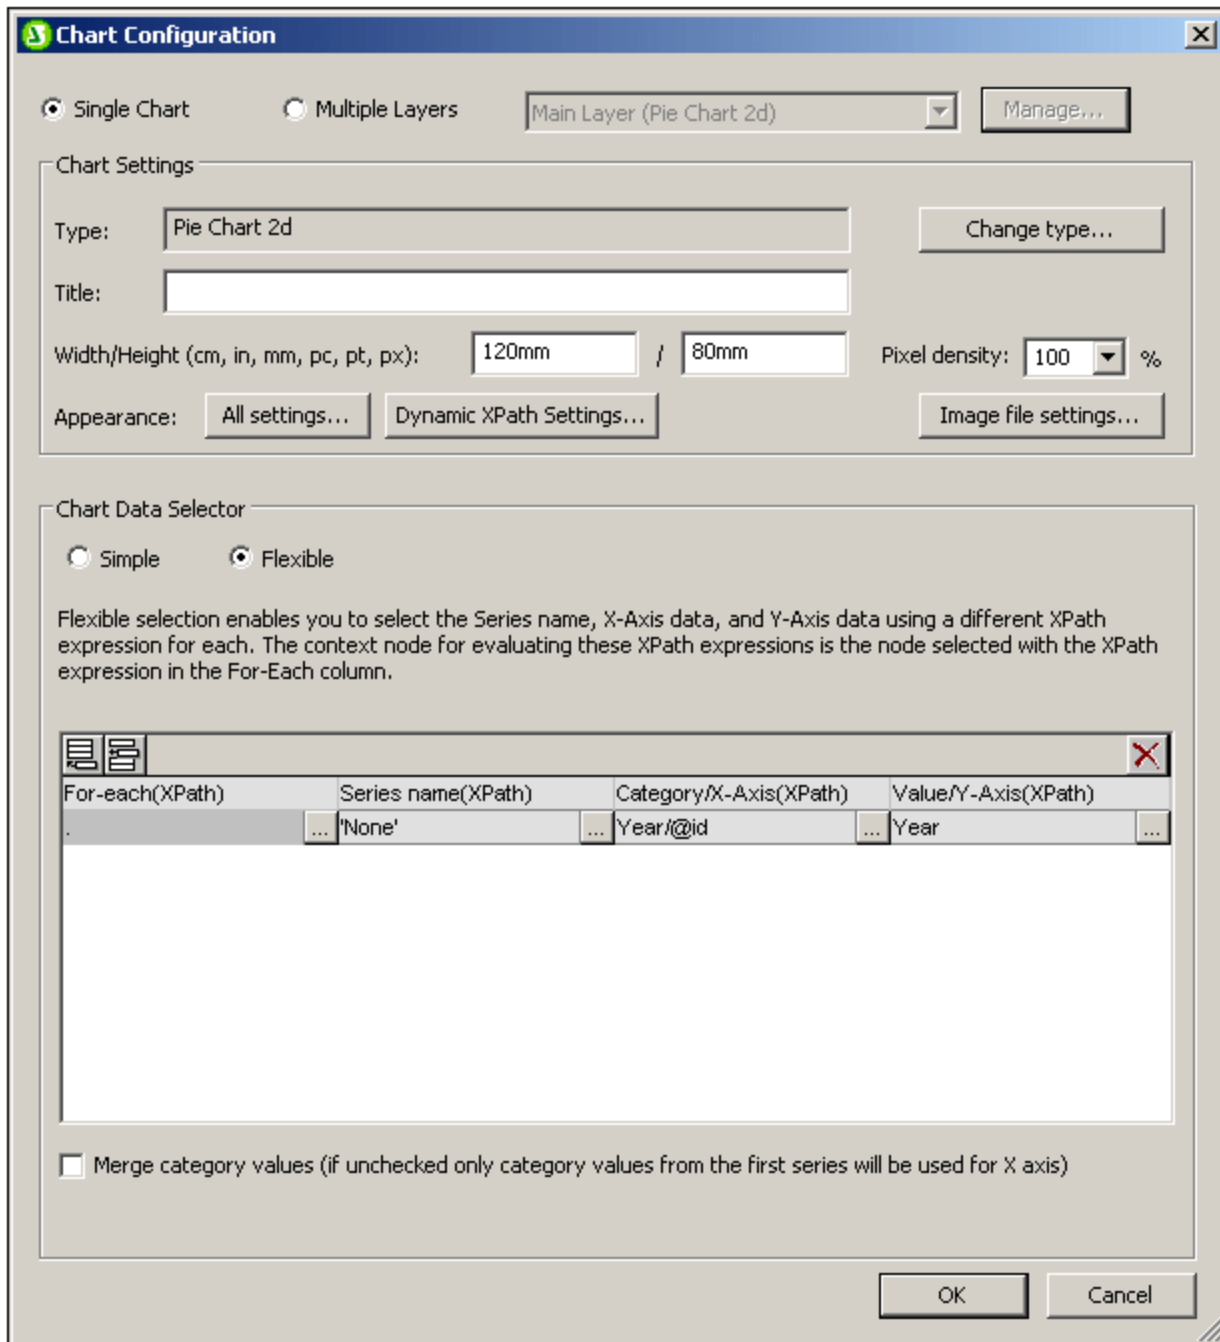 Chart Configuration
Single Chart Multiple Layers Main Layer (Pie Chart 2d) Manage...
Chart Settings
Type: Pie Chart 2d Change type...
Title:
Width/Height (cm, in, mm, pc, pt, px): 120mm / 80mm Pixel density: 100 %
Appearance: All settings... Dynamic XPath Settings... Image file settings...
Chart Data Selector
Simple Flexible
Flexible selection enables you to select the Series name, X-Axis data, and Y-Axis data using a different XPath
expression for each. The context node for evaluating these XPath expressions is the node selected with the XPath
expression in the For-Each column.
For-each(XPath) Series name(XPath) Category/X-Axis(XPath) Value/Y-Axis(XPath)
. ... 'None' ... Year/@id ... Year ...
Merge category values (if unchecked only category values from the first series will be used for X axis)
OK Cancel